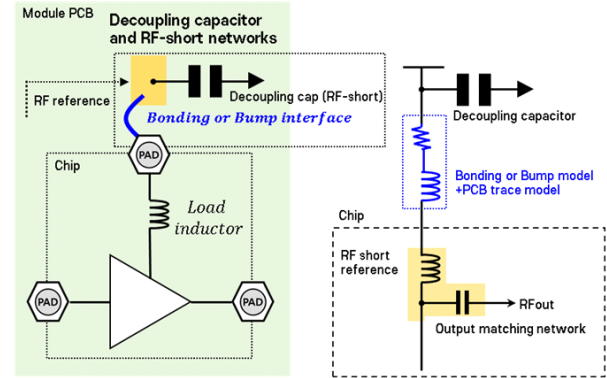 Module PCB
Decoupling capacitor
and RF-short networks
RF reference
Decoupling cap (RF-short)
Bonding or Bump interface
PAD
Chip
Load
inductor
PAD
PAD
Decoupling capacitor
Bonding or Bump model
+PCB trace model
Chip
RF short
reference
RFout
Output matching network